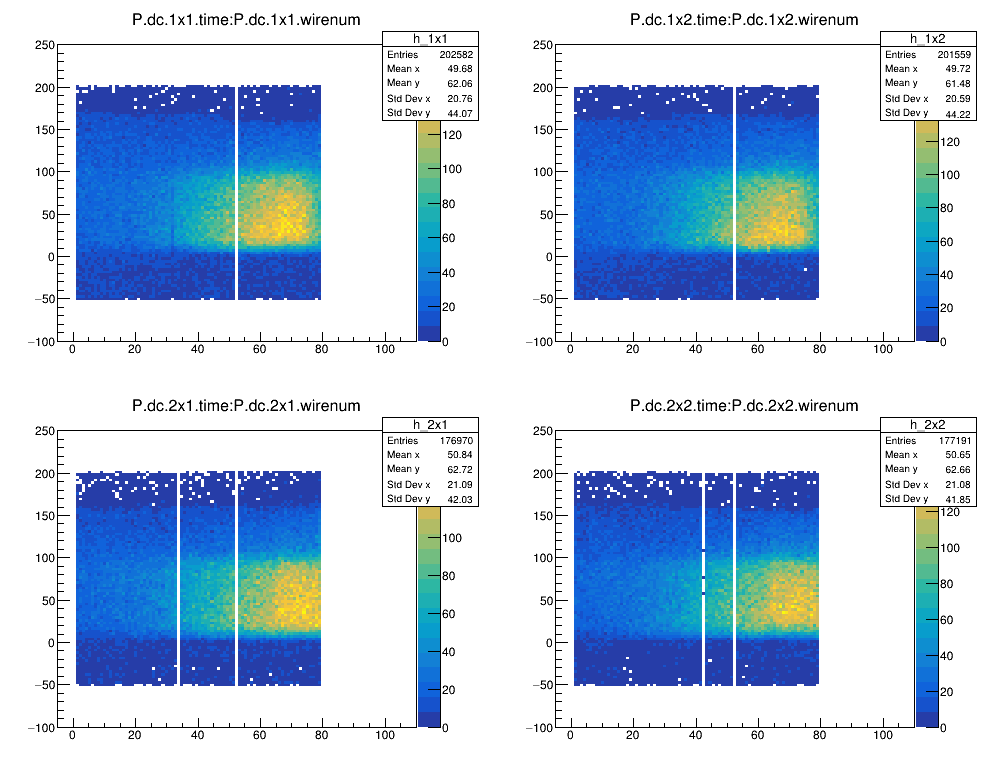 P.dc.1x1.time:P.dc.1x1.wirenum
h_1x1
Entries 202582
Mean x 49.68
Mean y 62.06
Std Dev x 20.76
Std Dev y 44.07
250
200
150
100
50
0
−50
−100
0 20 40 60 80 100
120
100
80
60
40
20
0
P.dc.1x2.time:P.dc.1x2.wirenum
h_1x2
Entries 201559
Mean x 49.72
Mean y 61.48
Std Dev x 20.59
Std Dev y 44.22
250
200
150
100
50
0
−50
−100
0 20 40 60 80 100
120
100
80
60
40
20
0
P.dc.2x1.time:P.dc.2x1.wirenum
h_2x1
Entries 176970
Mean x 50.84
Mean y 62.72
Std Dev x 21.09
Std Dev y 42.03
250
200
150
100
50
0
−50
−100
0 20 40 60 80 100
100
80
60
40
20
0
P.dc.2x2.time:P.dc.2x2.wirenum
h_2x2
Entries 177191
Mean x 50.65
Mean y 62.66
Std Dev x 21.08
Std Dev y 41.85
250
200
150
100
50
0
−50
−100
0 20 40 60 80 100
120
100
80
60
40
20
0